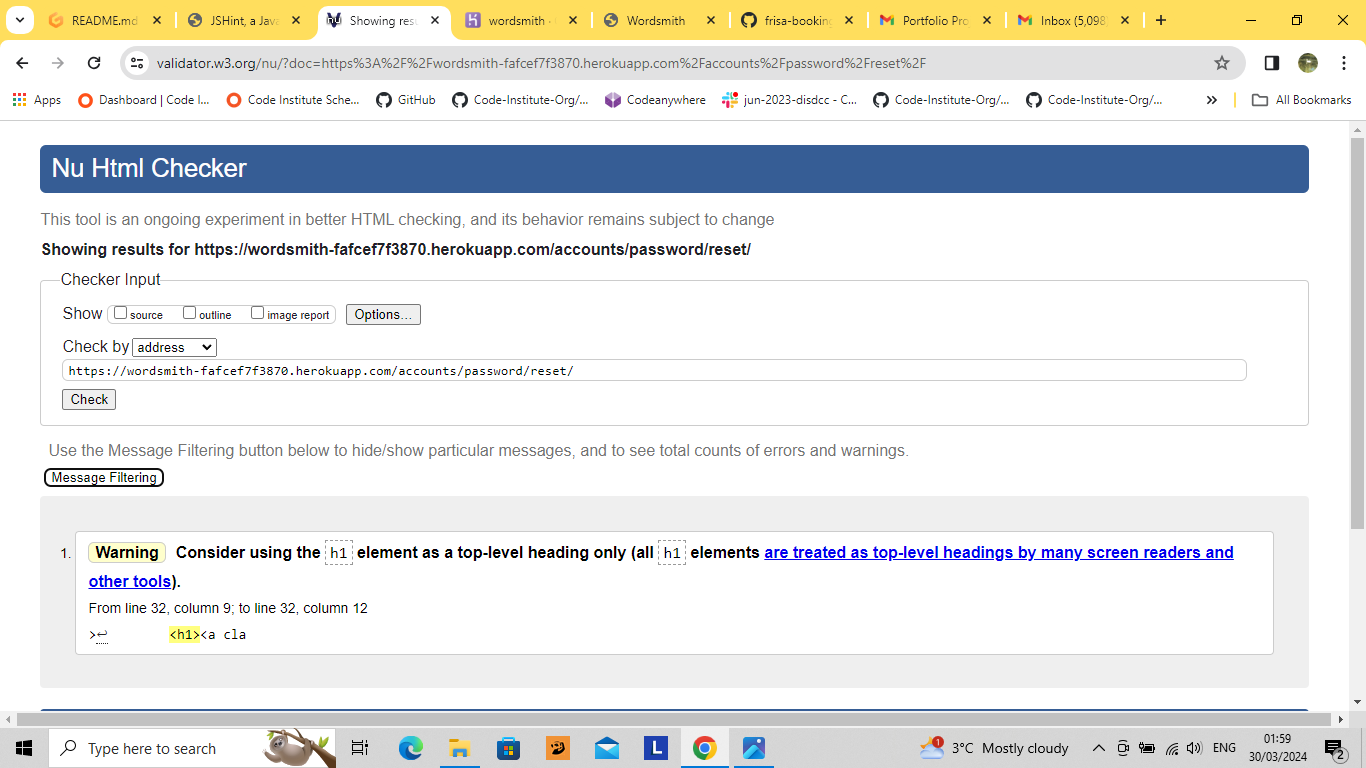 README.md
JSHint, a Java
Showing resu
wordsmith ·
Wordsmith
frisa-booking
Portfolio Pro
Inbox (5,098
validator.w3.org/nu/?doc=https%3A%2F%2Fwordsmith-fafcef7f3870.herokuapp.com%2Faccounts%2Fpassword%2Freset%2F
Apps
Dashboard | Code I...
Code Institute Sche...
GitHub
Code-Institute-Org/...
Codeanywhere
jun-2023-disdcc - C...
Code-Institute-Org/...
Code-Institute-Org/...
All Bookmarks
Nu Html Checker
This tool is an ongoing experiment in better HTML checking, and its behavior remains subject to change
Showing results for https://wordsmith-fafcef7f3870.herokuapp.com/accounts/password/reset/
Checker Input
Show source outline image report Options...
Check by address
https://wordsmith-fafcef7f3870.herokuapp.com/accounts/password/reset/
Check
Use the Message Filtering button below to hide/show particular messages, and to see total counts of errors and warnings.
Message Filtering
1. Warning Consider using the h1 element as a top-level heading only (all h1 elements are treated as top-level headings by many screen readers and
other tools).
From line 32, column 9; to line 32, column 12
>↩ <h1><a cla
Type here to search
1
3°C Mostly cloudy
ENG
01:59
30/03/2024
2